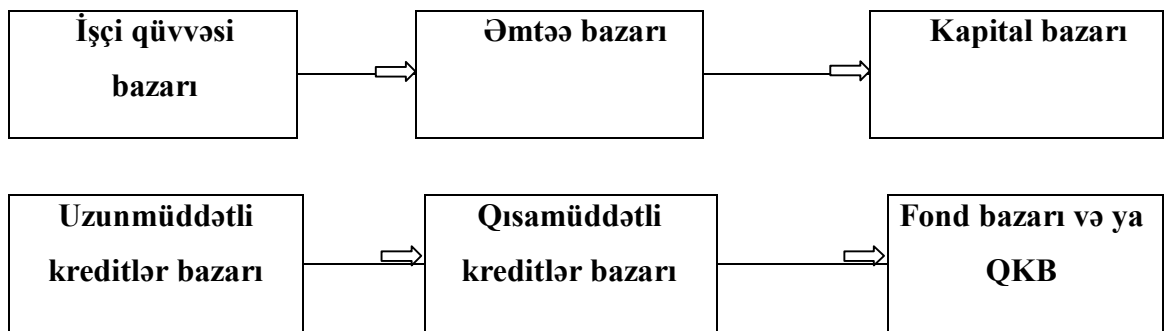 İşçi qüvvəsi
bazarı
Əmtəə bazarı
Kapital bazarı
Uzunmüddətli
kreditlər bazarı
Qısamüddətli
kreditlər bazarı
Fond bazarı və ya
QKB